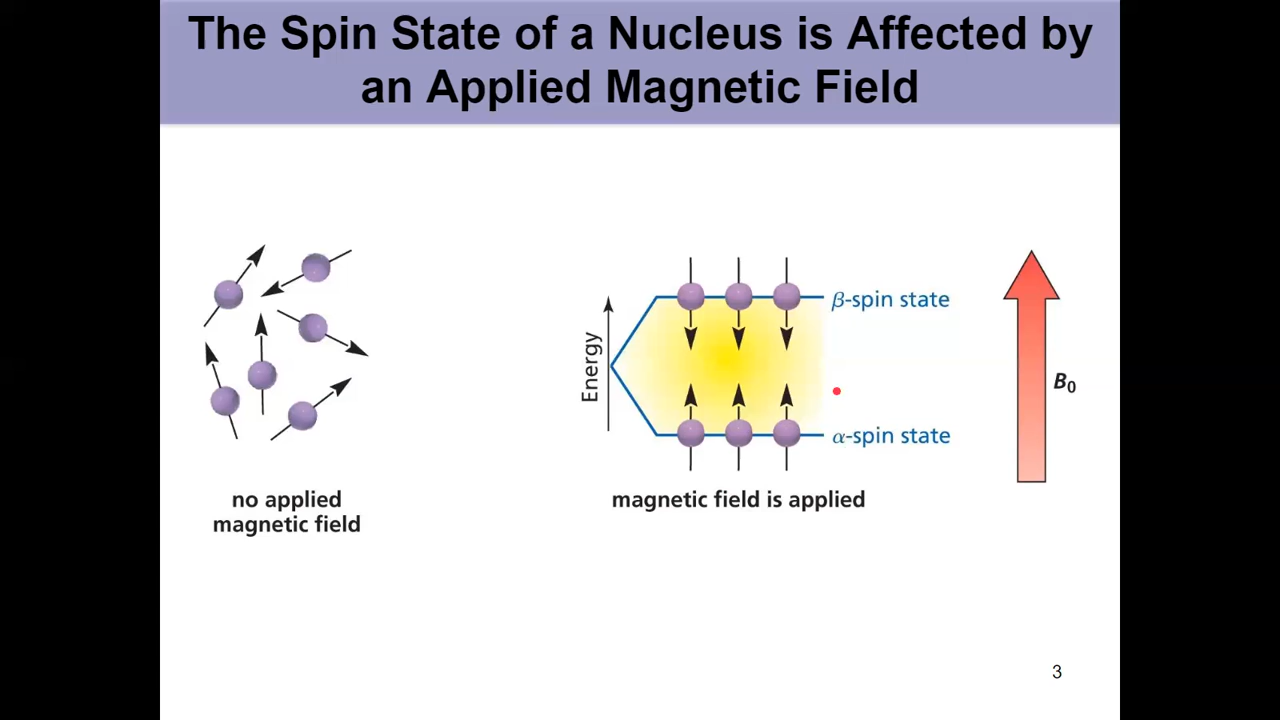 The Spin State of a Nucleus is Affected by
an Applied Magnetic Field
no applied
magnetic field
Energy
β-spin state
α-spin state
magnetic field is applied
B₀
3